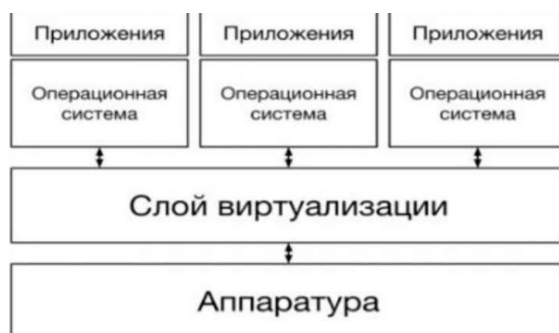 Приложения
Приложения
Приложения
Операционная
система
Операционная
система
Операционная
система
Слой виртуализации
Аппаратура